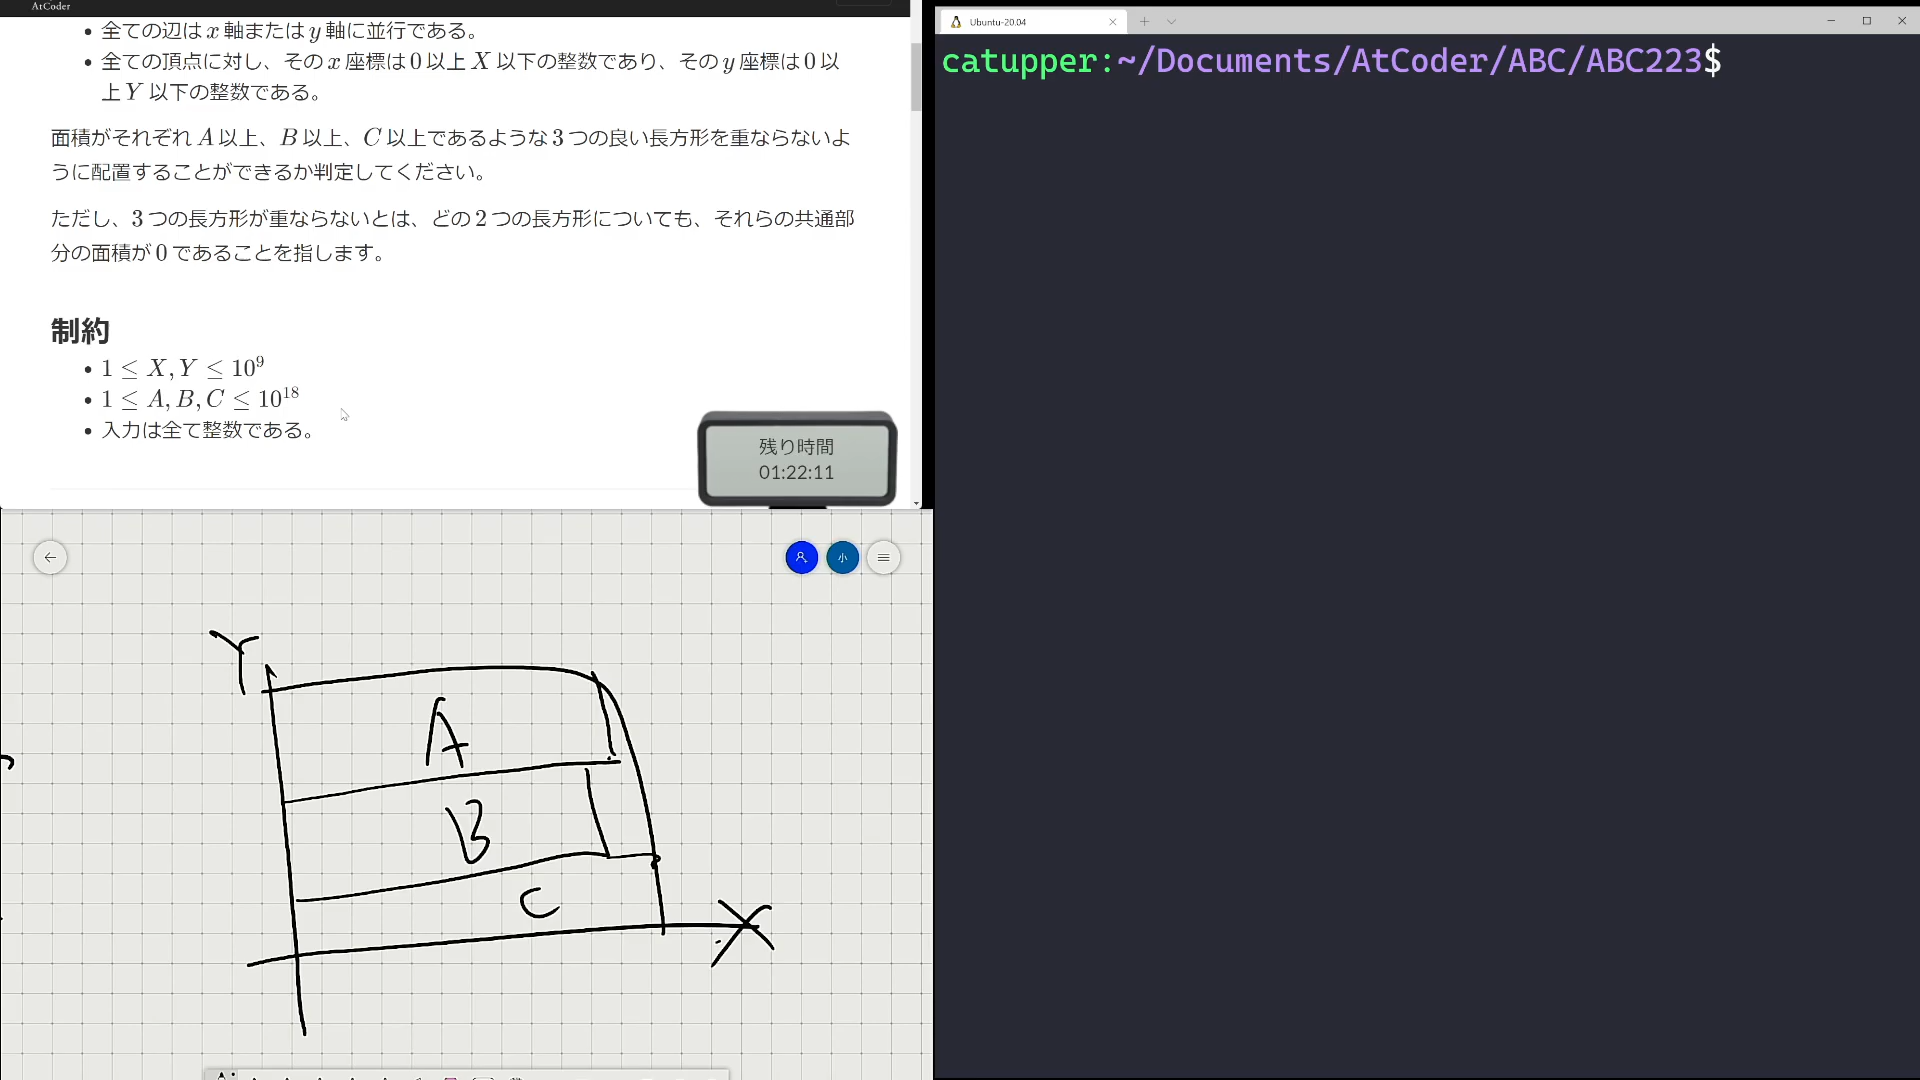 AtCoder
• 全ての辺は x 軸または y 軸に並行である。
• 全ての頂点に対し、その x 座標は 0 以上 X 以下の整数であり、その y 座標は 0 以
上 Y 以下の整数である。
面積がそれぞれ A 以上、B 以上、C 以上であるような 3 つの良い長方形を重ならないよ
うに配置することができるか判定してください。
ただし、3 つの長方形が重ならないとは、どの 2 つの長方形についても、それらの共通部
分の面積が 0 であることを指します。
制約
• 1 ≤ X, Y ≤ 10⁹
• 1 ≤ A, B, C ≤ 10¹⁸
• 入力は全て整数である。
残り時間
01:22:11
小
Y
A
B
C
X
Ubuntu-20.04
catupper:~/Documents/AtCoder/ABC/ABC223$